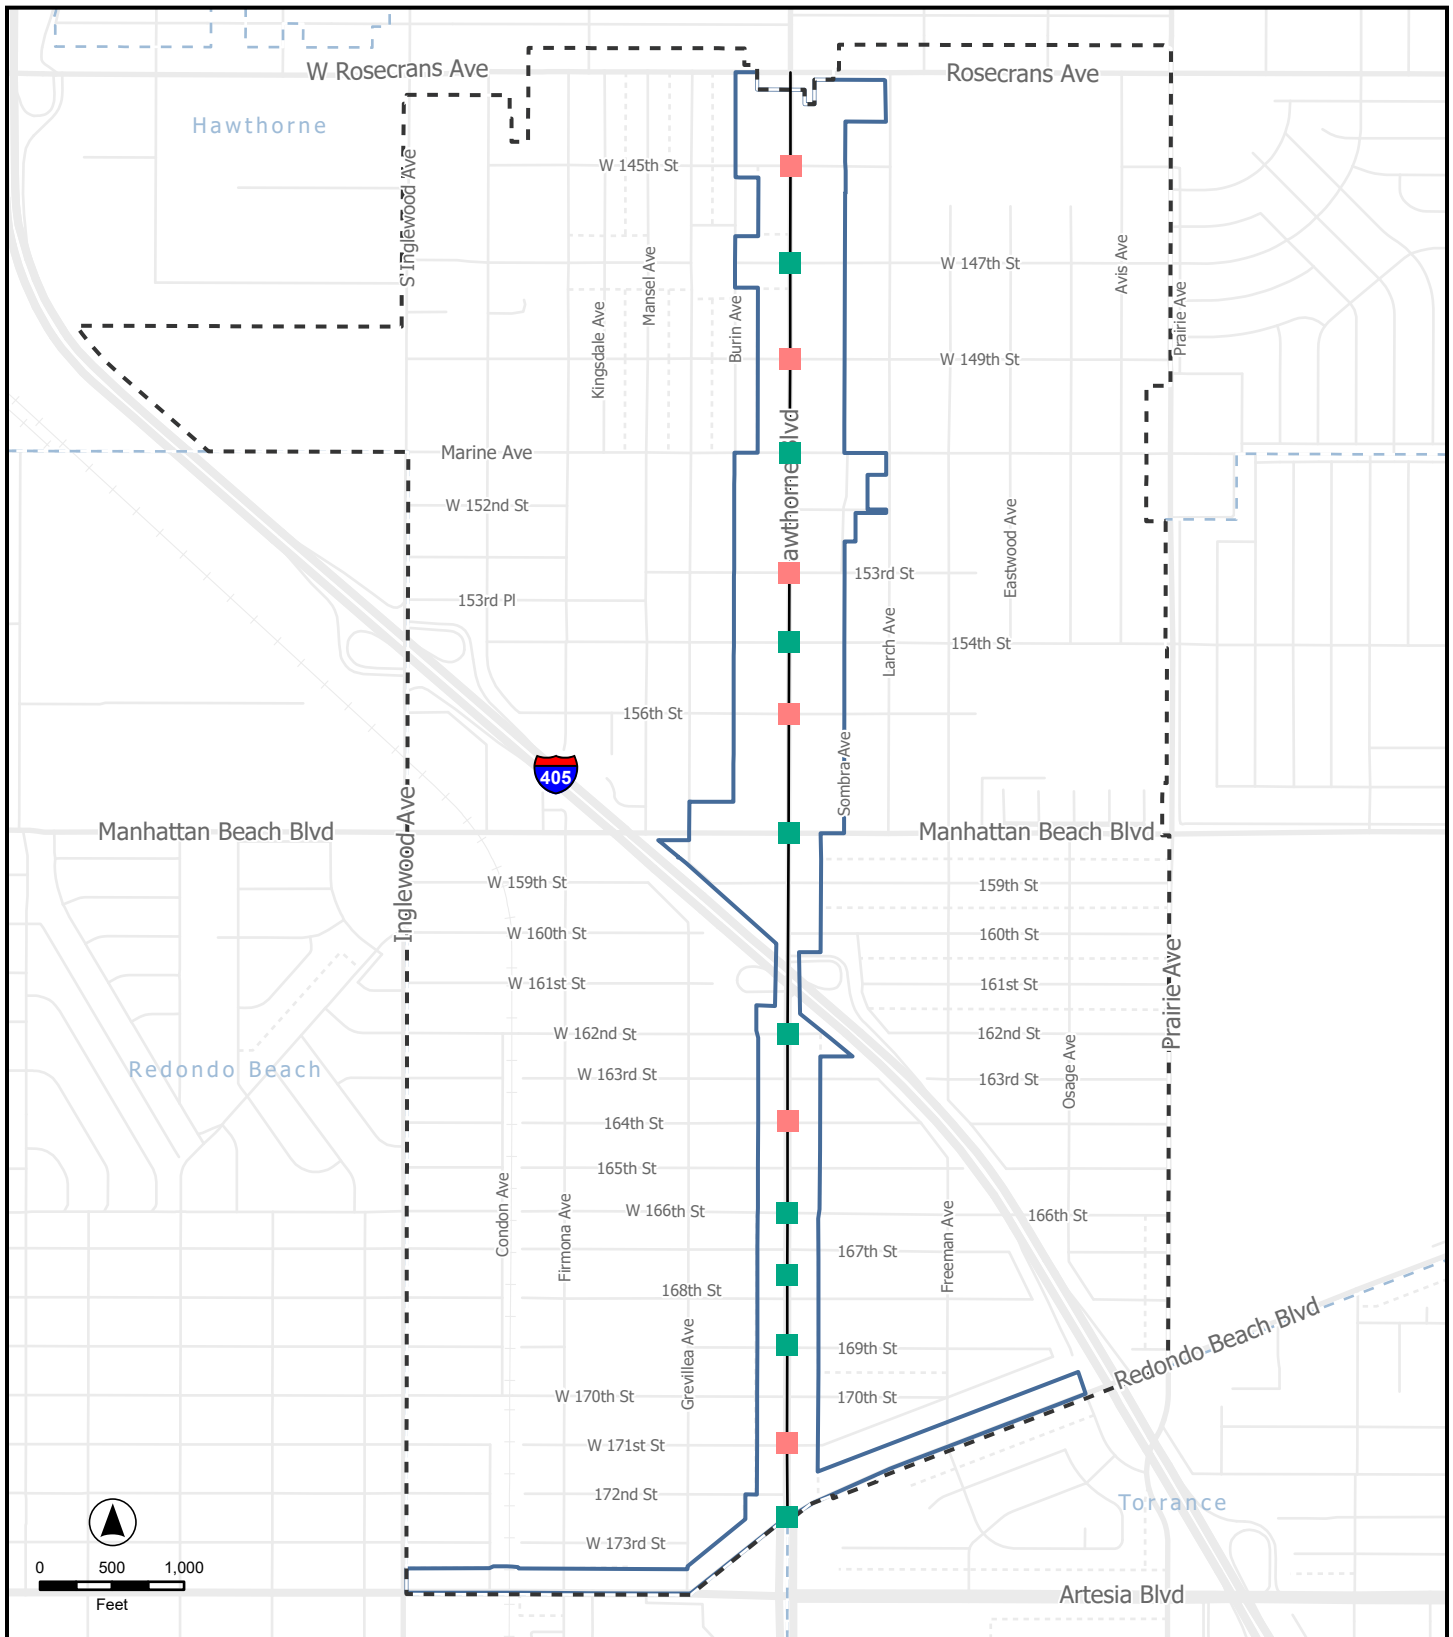 W Rosecrans Ave
Rosecrans Ave
Hawthorne
S Inglewood Ave
W 145th St
W 147th St
Avis Ave
Mansel Ave
Prairie Ave
Burin Ave
Kingsdale Ave
W 149th St
awthorne Blvd
Marine Ave
W 152nd St
Eastwood Ave
153rd St
153rd Pl
Larch Ave
154th St
156th St
Sombra Ave
405
Manhattan Beach Blvd
Manhattan Beach Blvd
Inglewood Ave
W 159th St
159th St
W 160th St
160th St
W 161st St
161st St
Prairie Ave
W 162nd St
162nd St
Osage Ave
Redondo Beach
W 163rd St
163rd St
164th St
165th St
Condon Ave
Firmona Ave
W 166th St
166th St
Freeman Ave
167th St
168th St
Grevillea Ave
169th St
Redondo Beach Blvd
W 170th St
170th St
W 171st St
172nd St
Torrance
W 173rd St
0 500 1,000
Feet
Artesia Blvd